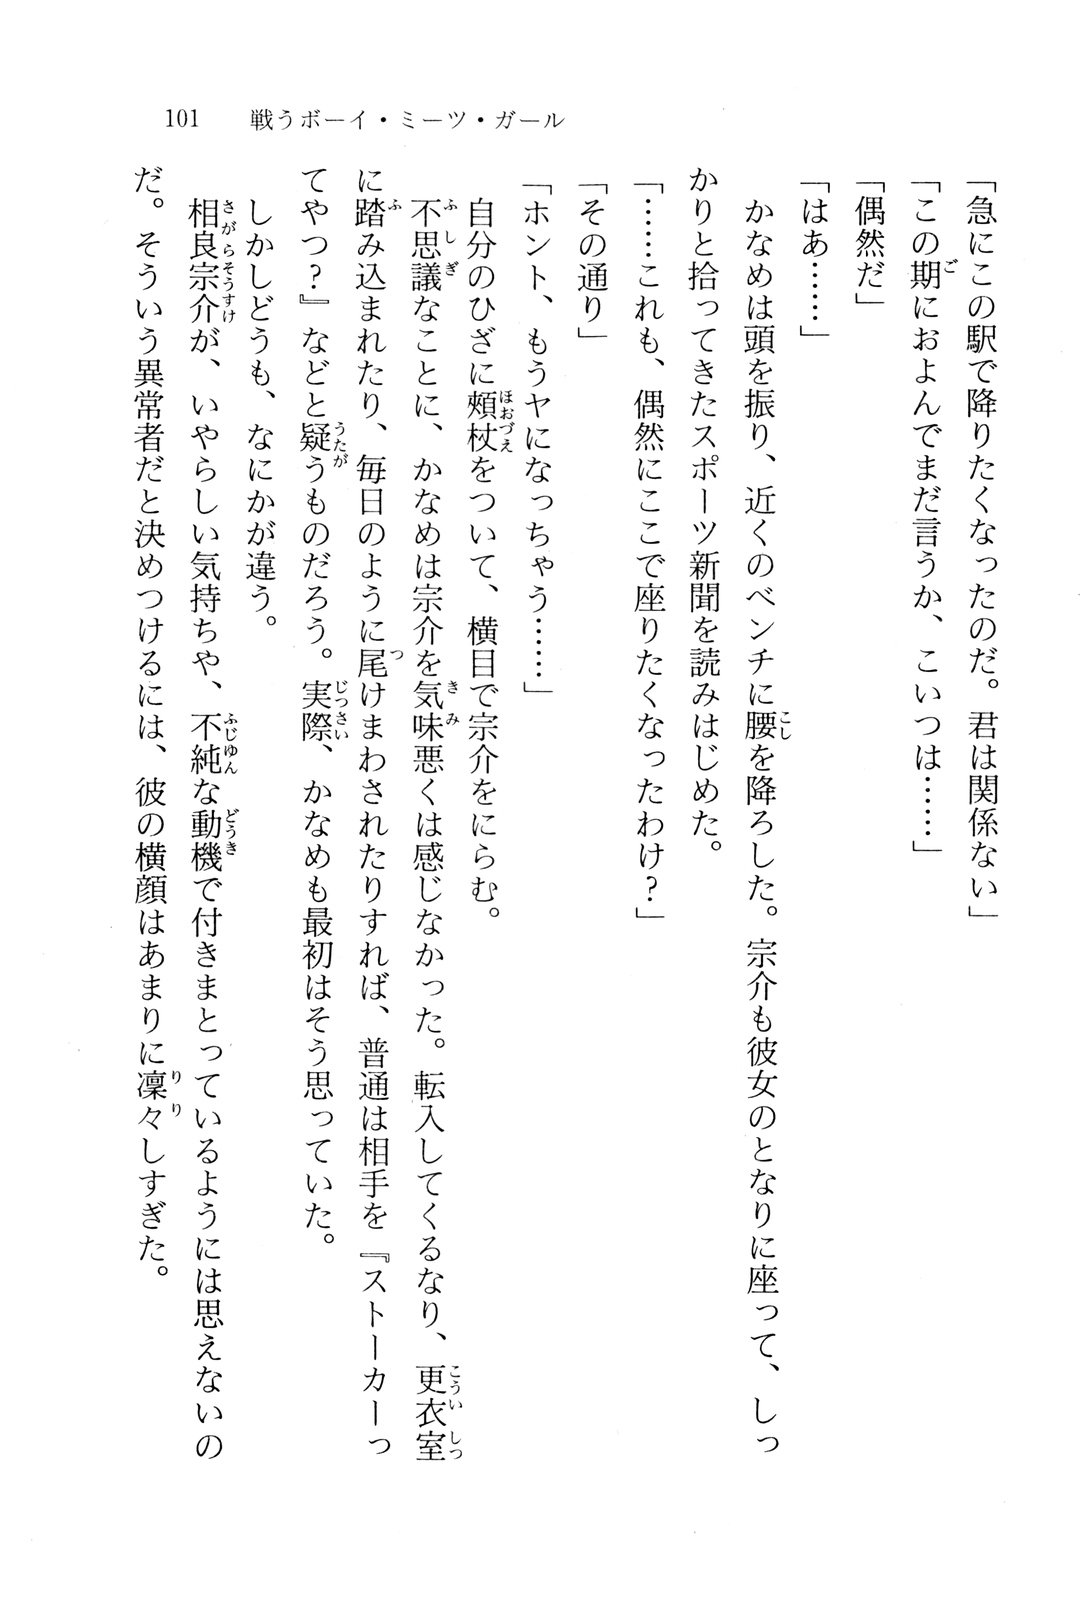 101　戦うボーイ・ミーツ・ガール
「急にこの駅で降りたくなったのだ。君は関係ない」
「この期におよんでまだ言うか、こいつは……」
「偶然だ」
「はあ……」
　かなめは頭を振り、近くのベンチに腰を降ろした。宗介も彼女のとなりに座って、しっ
かりと拾ってきたスポーツ新聞を読みはじめた。
「……これも、偶然にここで座りたくなったわけ？」
「その通り」
「ホント、もうヤになっちゃう……」
　自分のひざに頰杖をついて、横目で宗介をにらむ。
　不思議なことに、かなめは宗介を気味悪くは感じなかった。転入してくるなり、更衣室
に踏み込まれたり、毎日のように尾けまわされたりすれば、普通は相手を『ストーカーっ
てやつ？』などと疑うものだろう。実際、かなめも最初はそう思っていた。
　しかしどうも、なにかが違う。
　相良宗介が、いやらしい気持ちや、不純な動機で付きまとっているようには思えないの
だ。そういう異常者だと決めつけるには、彼の横顔はあまりに凜々しすぎた。